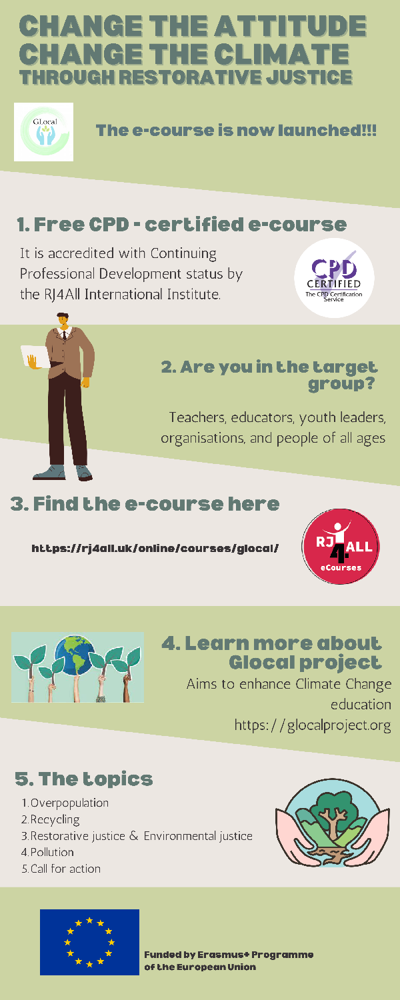 CHANGE THE ATTITUDE
CHANGE THE CLIMATE
THROUGH RESTORATIVE JUSTICE
GLocal
The e-course is now launched!!!
1. Free CPD - certified e-course
It is accredited with Continuing
Professional Development status by
the RJ4All International Institute.
CPD
CERTIFIED
The CPD Certification
Service
2. Are you in the target
group?
Teachers, educators, youth leaders,
organisations, and people of all ages
3. Find the e-course here
https://rj4all.uk/online/courses/glocal/
RJ4ALL
eCourses
4. Learn more about
Glocal project
Aims to enhance Climate Change
education
https://glocalproject.org
5. The topics
1.Overpopulation
2.Recycling
3.Restorative justice & Environmental justice
4.Pollution
5.Call for action
Funded by Erasmus+ Programme
of the European Union